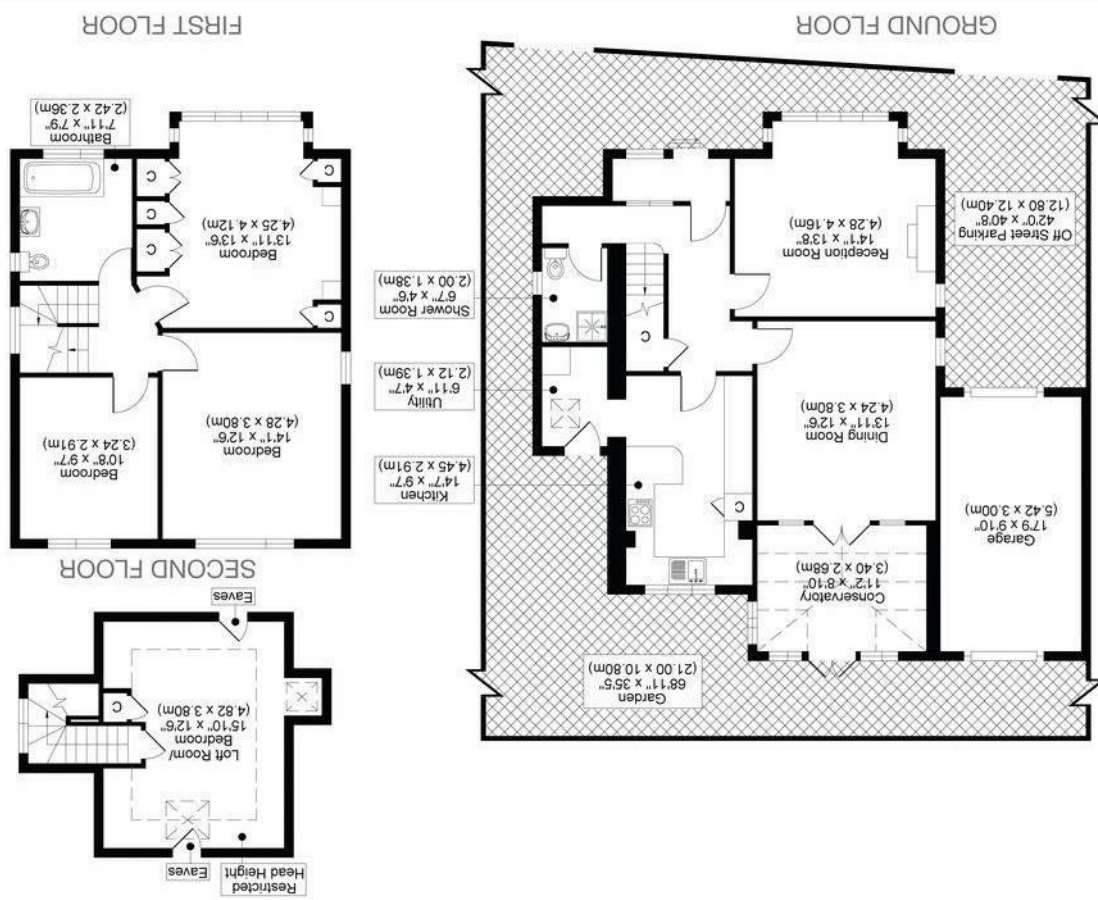 Garden
68'11" x 35'5
(21.00 x 10.80m)
Conservatory
11'2" x 8'10"
(3.40 x 2.68m)
Garage
17'9 x 9'10"
(5.42 x 3.00m)
C
Dining Room
13'11" x 12'6
(4.24 x 3.80m)
Kitchen
14'7" x 9'7"
(4.45 x 2.91m)
Utility
6'11" x 4'7"
(2.12 x 1.39m)
C
Shower Room
6'7" x 4'6"
(2.00 x 1.38m)
Off Street Parking
42'0" x 40'8
(12.80 x 12.40m)
Reception Room
14'1" x 13'8
(4.28 x 4.16m)
GROUND FLOOR
Restricted
Head Height
Eaves
Loft Room/
Bedroom
15'10" x 12'6
(4.82 x 3.80m)
C
Eaves
SECOND FLOOR
Bedroom
14'1" x 12'6
(4.28 x 3.80m)
Bedroom
10'8" x 9'7"
(3.24 x 2.91m)
C
C
C
Bedroom
13'11" x 13'6
(4.25 x 4.12m)
C
C
Bathroom
7'11" x 7'9"
(2.42 x 2.36m)
FIRST FLOOR